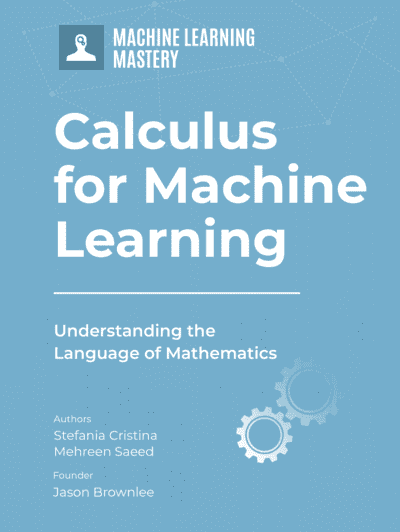 MACHINE LEARNING
MASTERY
Calculus
for Machine
Learning
Understanding the
Language of Mathematics
Authors
Stefania Cristina
Mehreen Saeed
Founder
Jason Brownlee